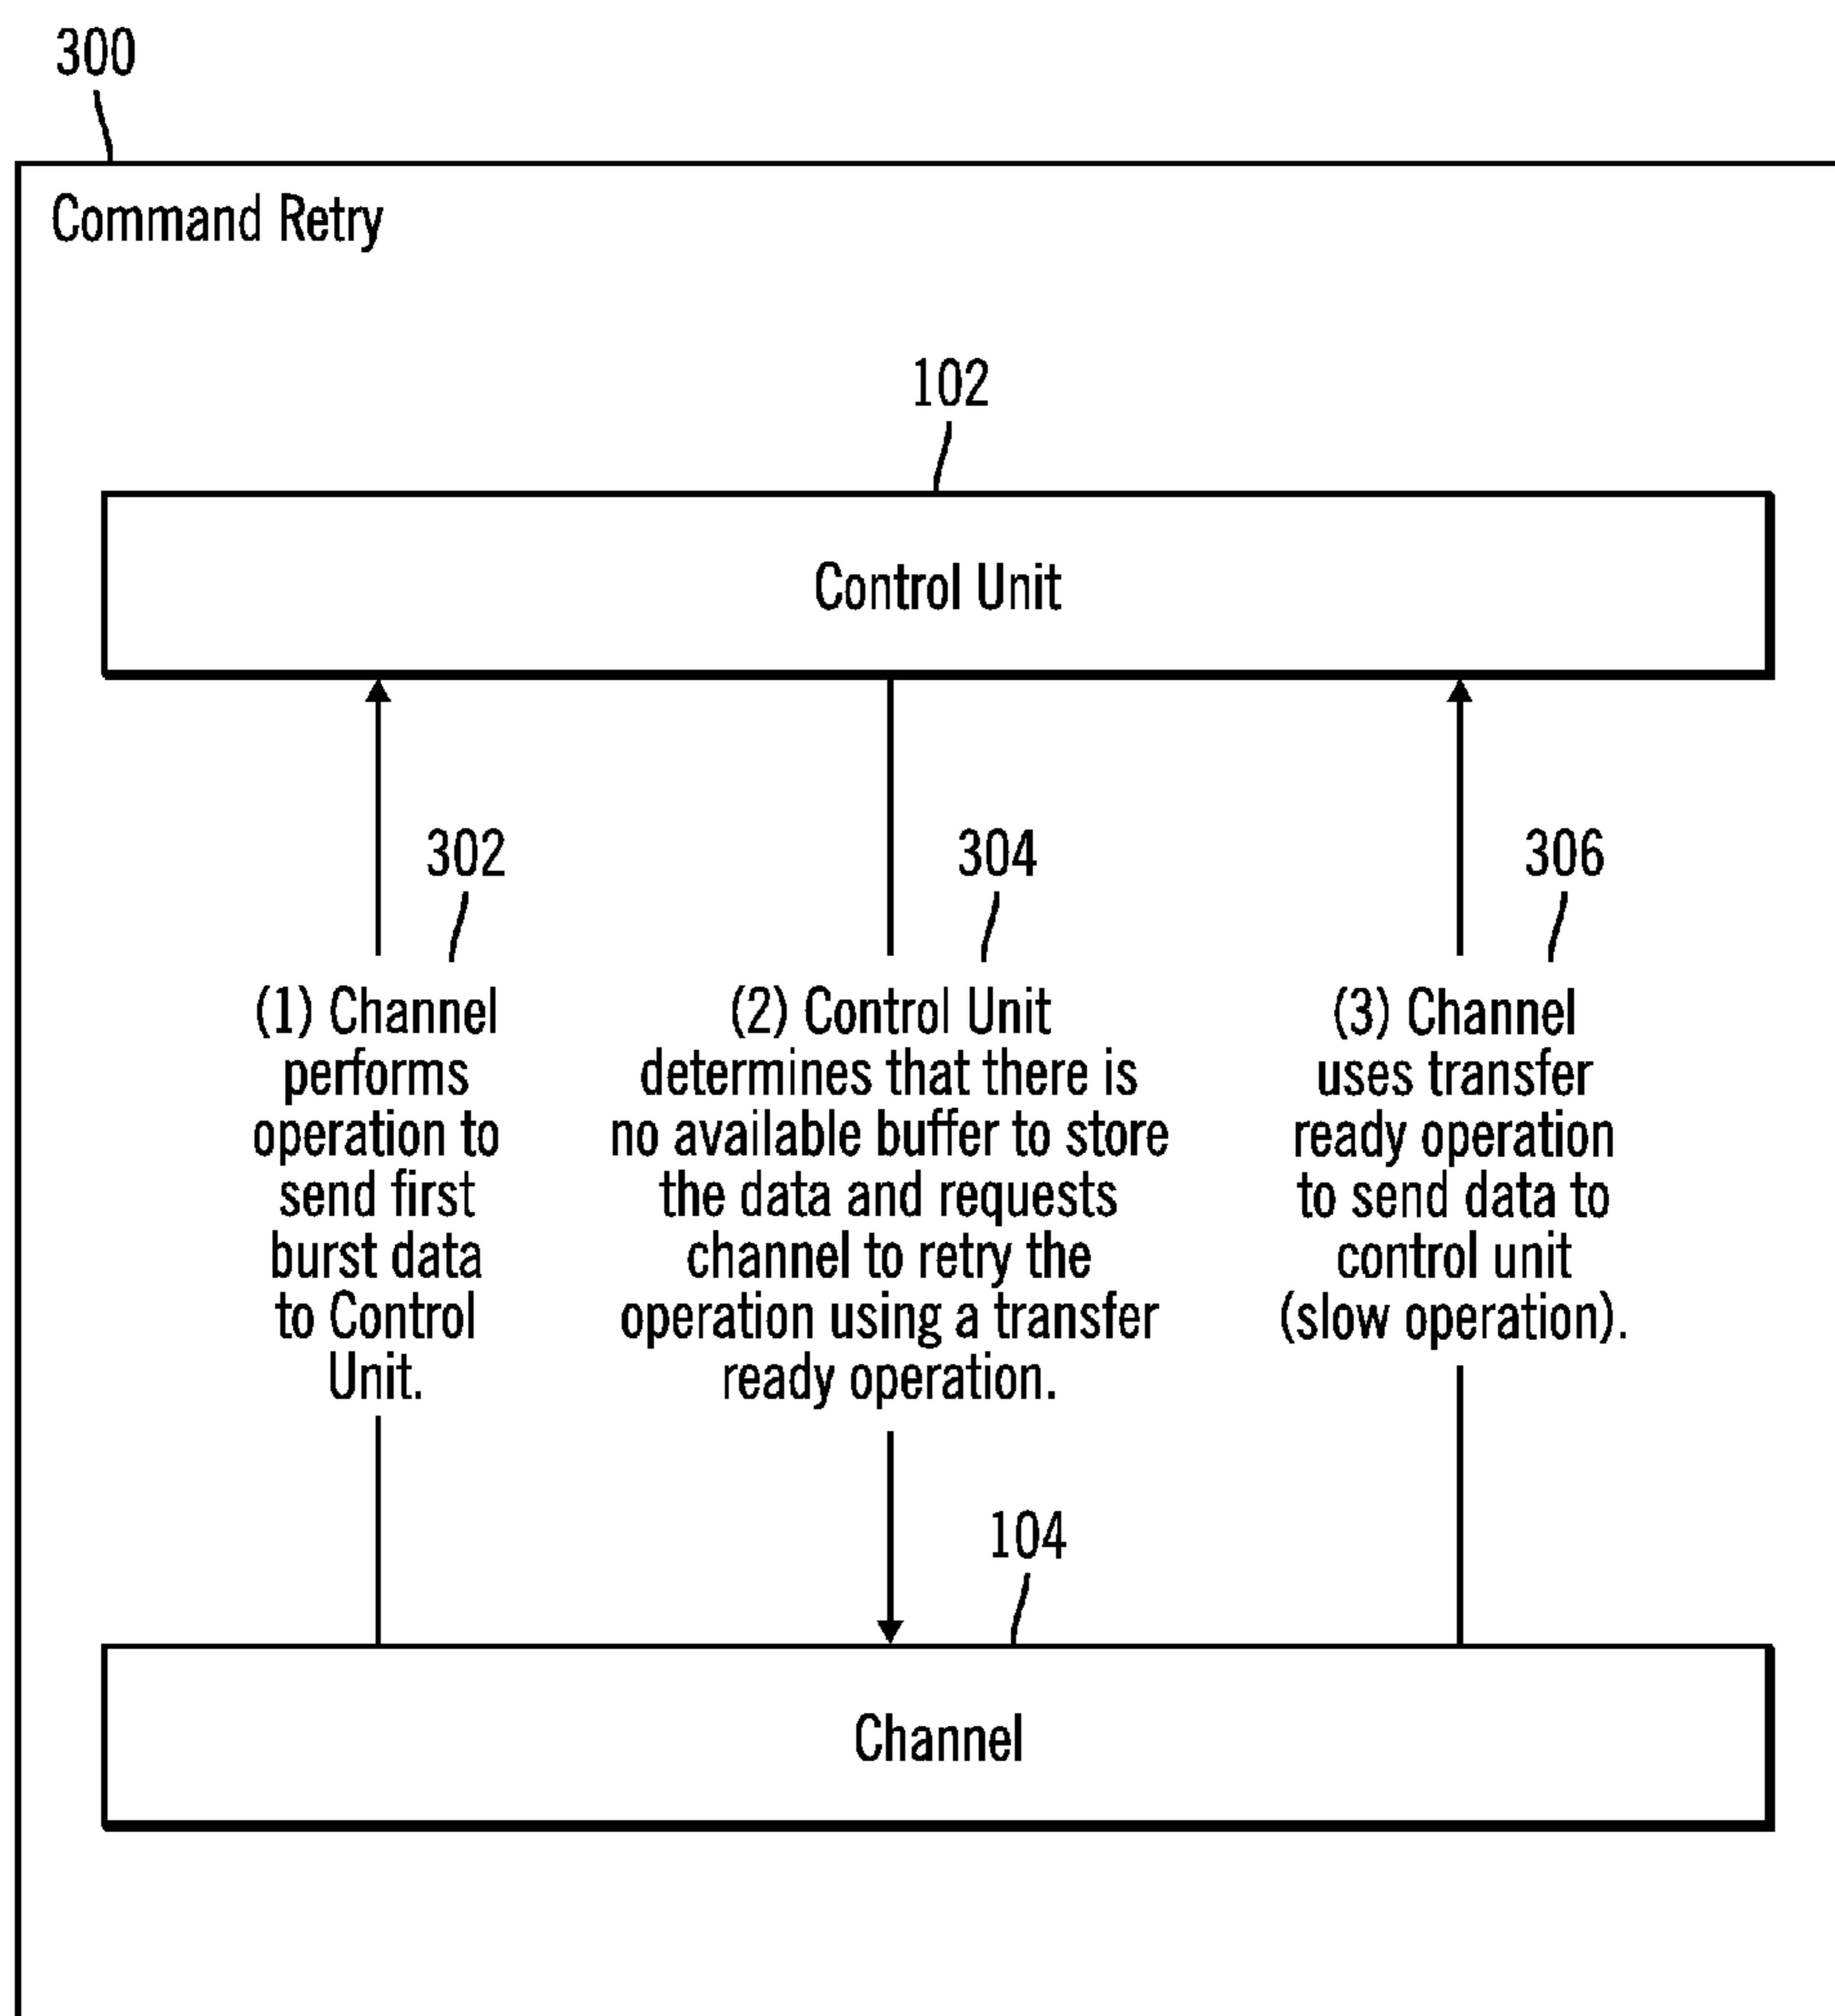 300
Command Retry
102
Control Unit
302
(1) Channel
performs
operation to
send first
burst data
to Control
Unit.
304
(2) Control Unit
determines that there is
no available buffer to store
the data and requests
channel to retry the
operation using a transfer
ready operation.
306
(3) Channel
uses transfer
ready operation
to send data to
control unit
(slow operation).
104
Channel